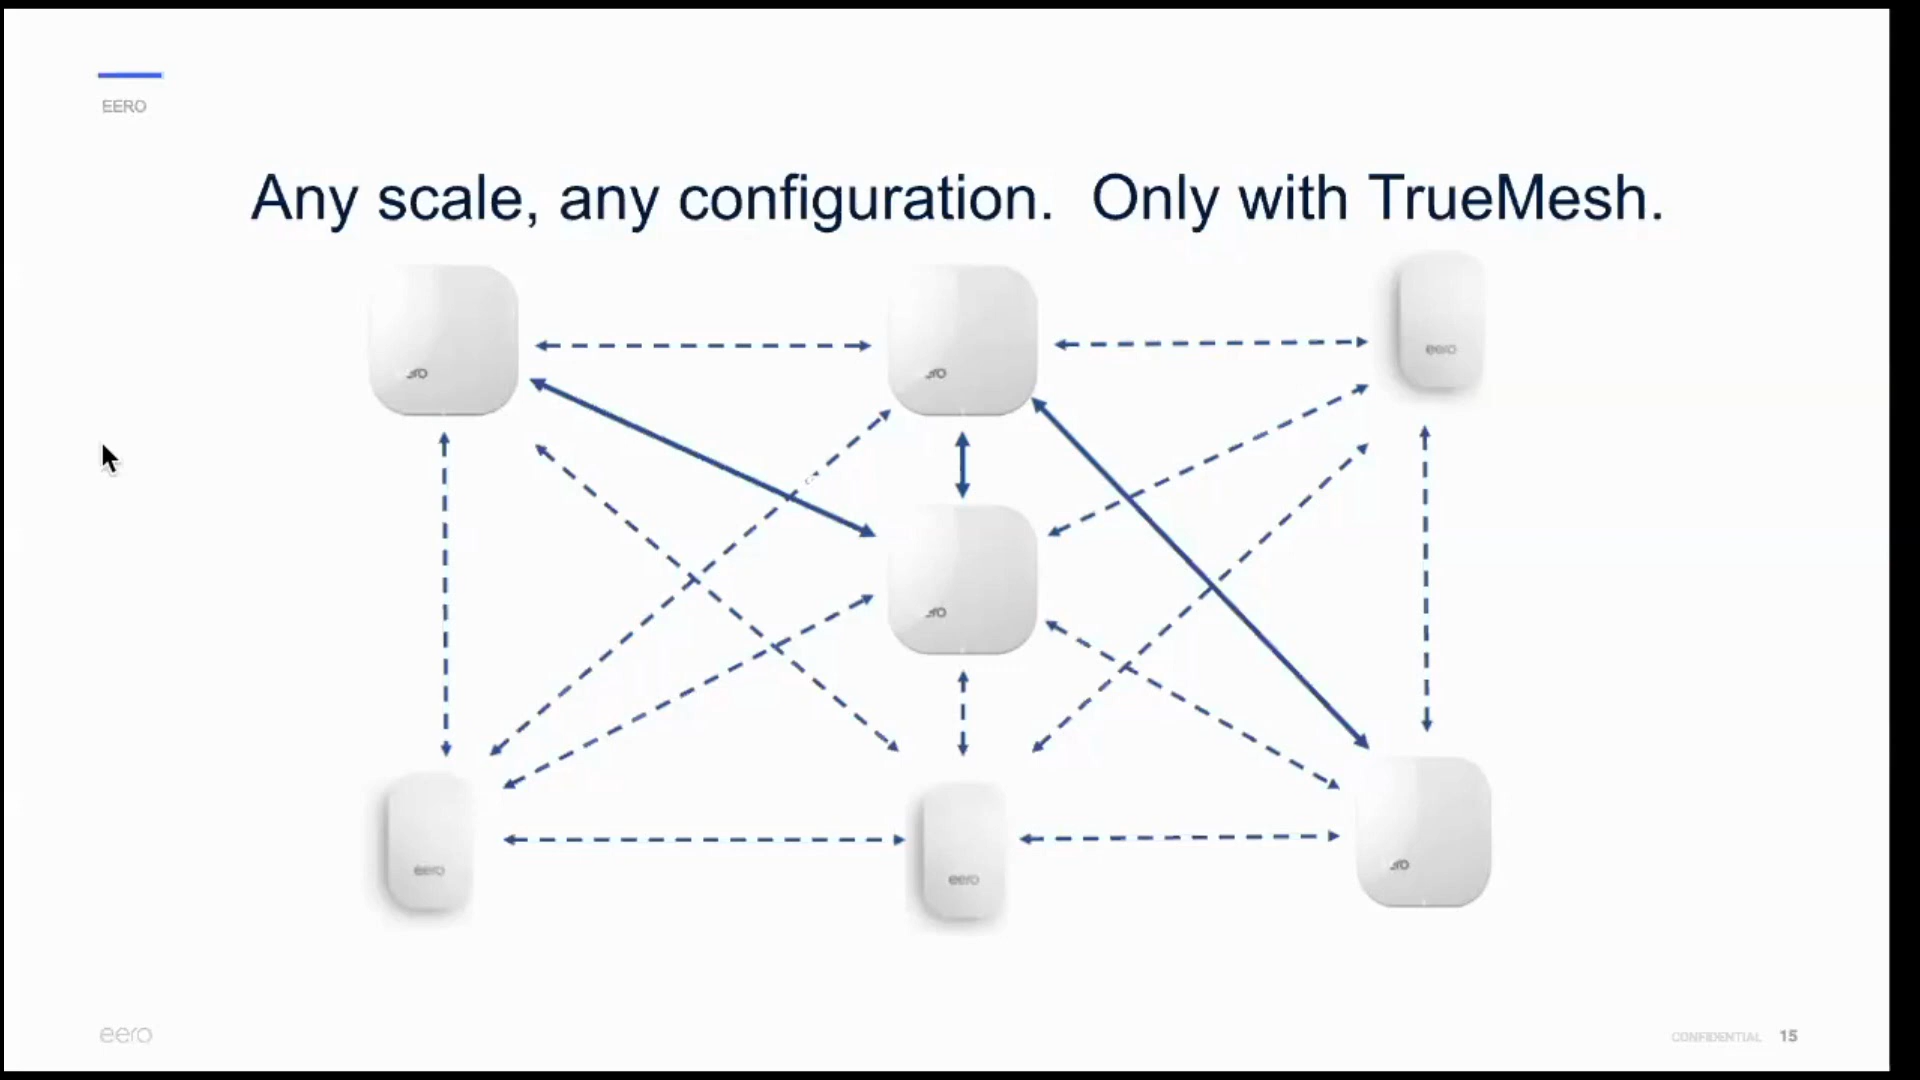 EERO
Any scale, any configuration. Only with TrueMesh.
eero
eero
eero
eero
CONFIDENTIAL 15